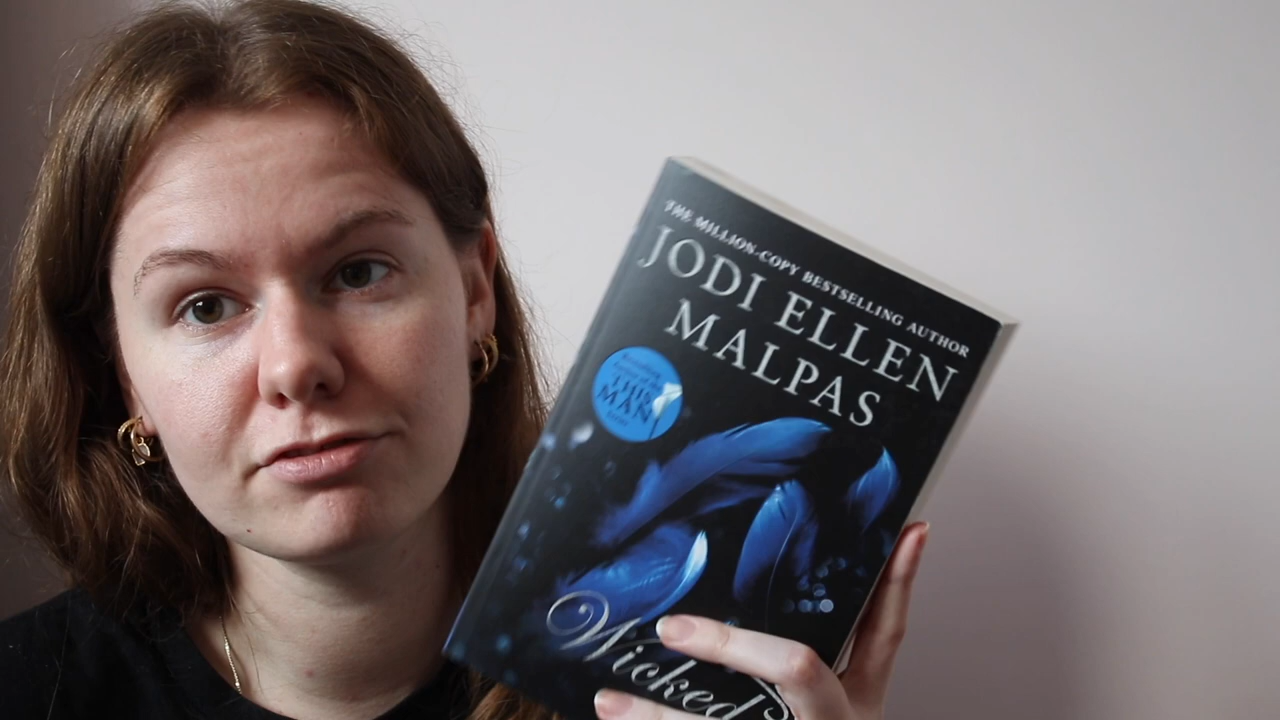 THE MILLION-COPY BESTSELLING AUTHOR
JODI ELLEN
MALPAS
THIS
MAN
Wicked